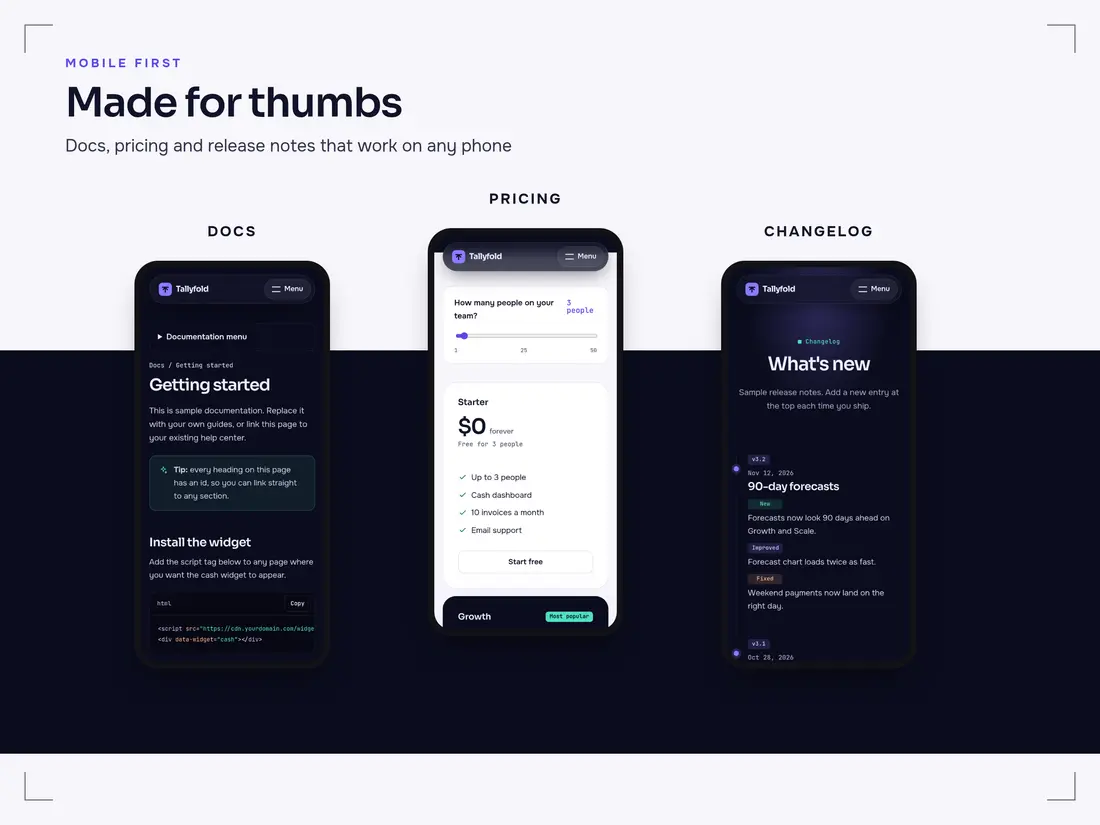 MOBILE FIRST
Made for thumbs
Docs, pricing and release notes that work on any phone
DOCS
Tallyfold
Menu
Documentation menu
Docs / Getting started
Getting started
This is sample documentation. Replace it
with your own guides, or link this page to
your existing help center.
Tip: every heading on this page
has an id, so you can link straight
to any section.
Install the widget
Add the script tag below to any page where
you want the cash widget to appear.
html
Copy
<script src="https://cdn.yourdomain.com/widge
<div data-widget="cash"></div>
PRICING
Tallyfold
Menu
How many people on your
team?
3
people
1
25
50
Starter
$0 forever
Free for 3 people
Up to 3 people
Cash dashboard
10 invoices a month
Email support
Start free
Growth
Most popular
CHANGELOG
Tallyfold
Menu
Changelog
What's new
Sample release notes. Add a new entry at
the top each time you ship.
v3.2
Nov 12, 2026
90-day forecasts
New
Forecasts now look 90 days ahead on
Growth and Scale.
Improved
Forecast chart loads twice as fast.
Fixed
Weekend payments now land on the
right day.
v3.1
Oct 28, 2026